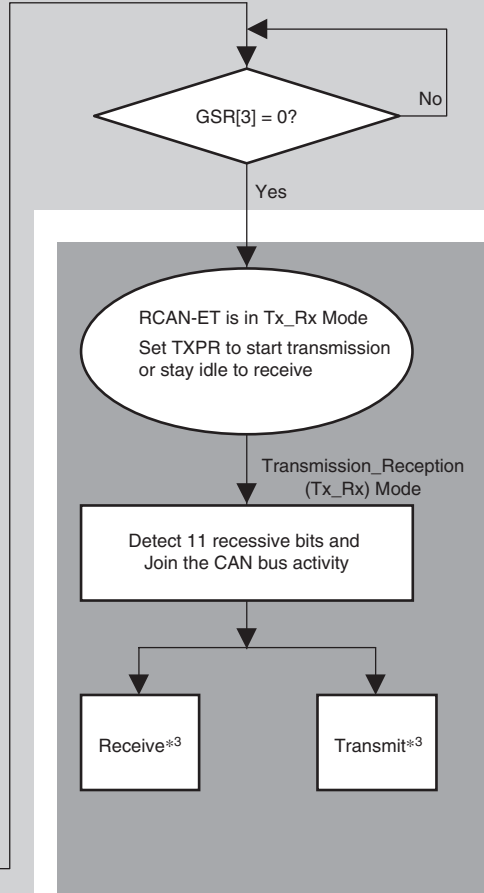 GSR[3] = 0?
No
Yes
RCAN-ET is in Tx_Rx Mode
Set TXPR to start transmission
or stay idle to receive
Transmission_Reception
(Tx_Rx) Mode
Detect 11 recessive bits and
Join the CAN bus activity
Receive*3
Transmit*3